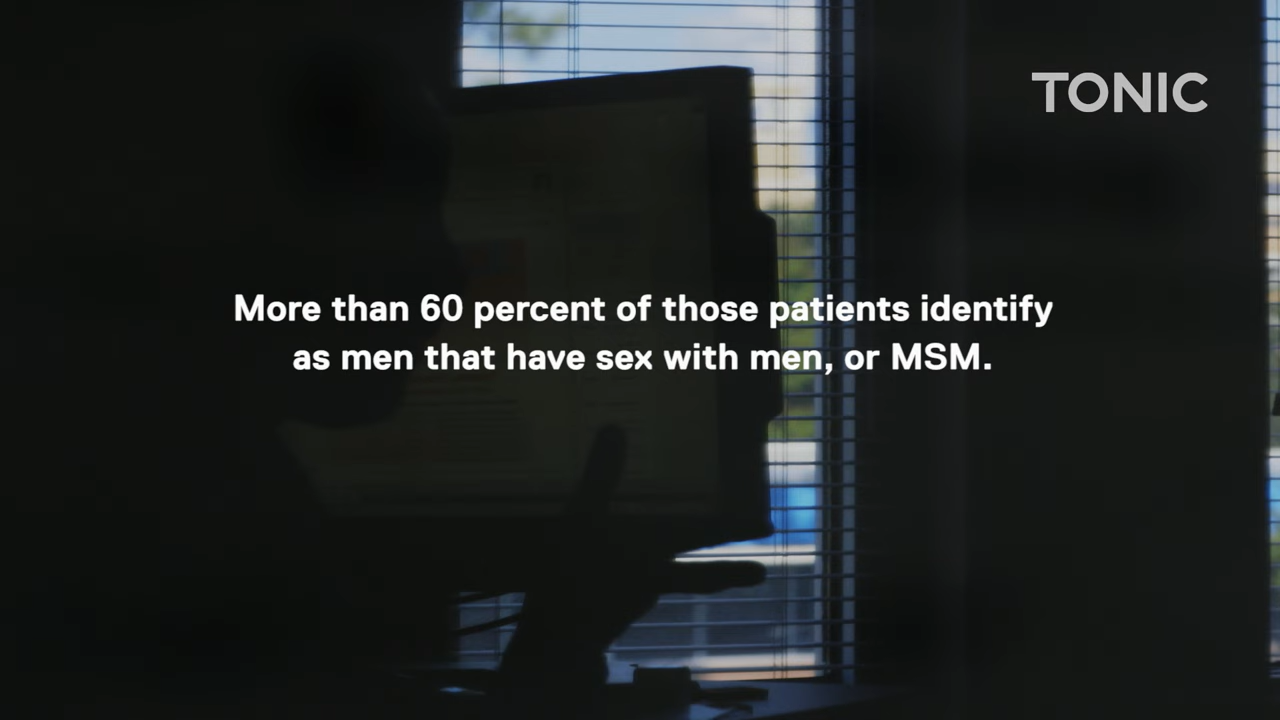 TONIC
More than 60 percent of those patients identify
as men that have sex with men, or MSM.